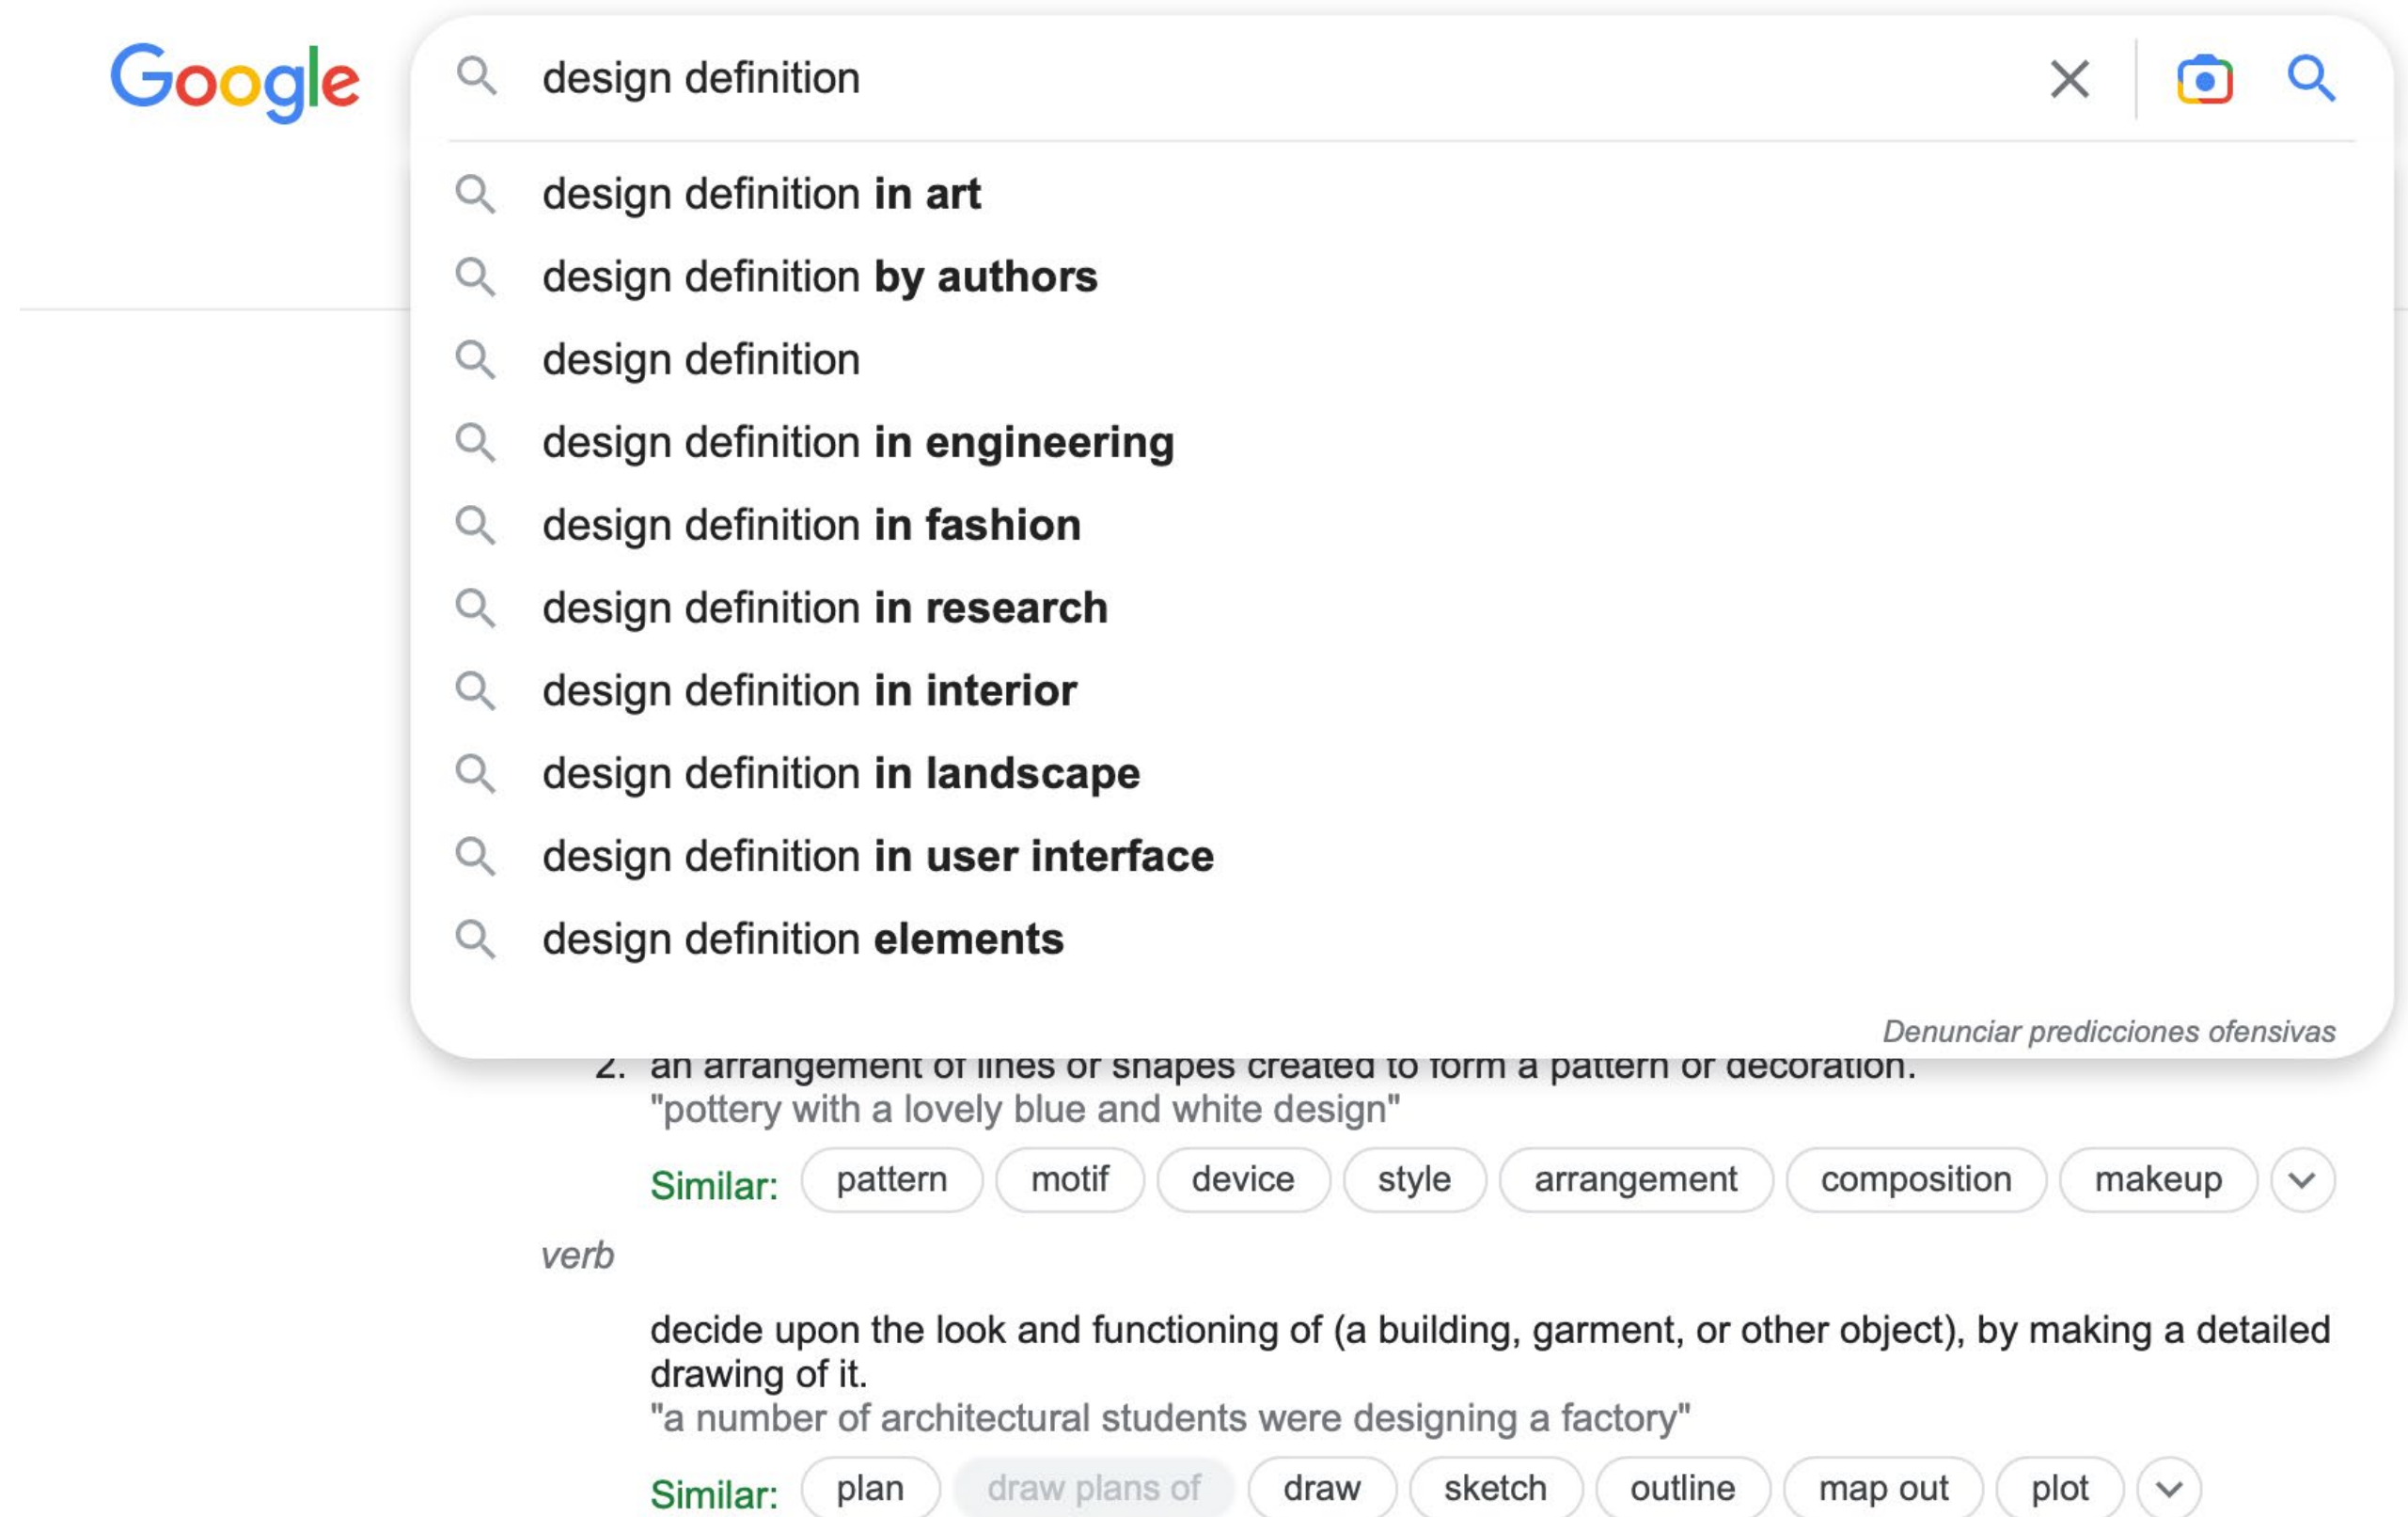 Google
design definition
design definition in art
design definition by authors
design definition
design definition in engineering
design definition in fashion
design definition in research
design definition in interior
design definition in landscape
design definition in user interface
design definition elements
Denunciar predicciones ofensivas
2. an arrangement of lines or shapes created to form a pattern or decoration.
"pottery with a lovely blue and white design"
Similar: pattern motif device style arrangement composition makeup
verb
decide upon the look and functioning of (a building, garment, or other object), by making a detailed
drawing of it.
"a number of architectural students were designing a factory"
Similar: plan draw plans of draw sketch outline map out plot